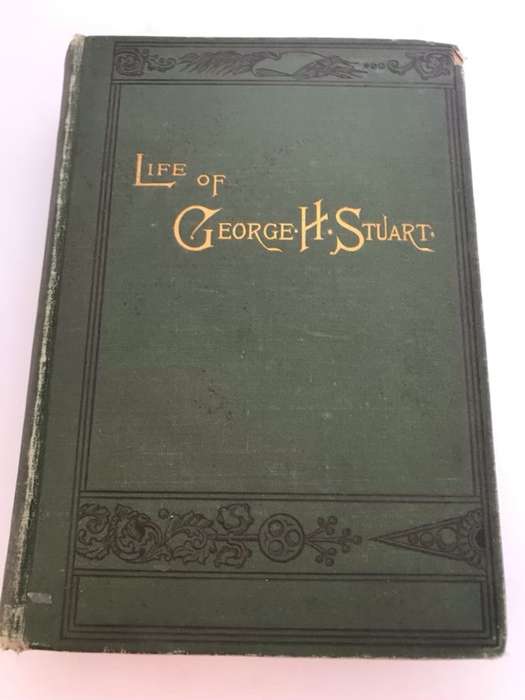 Life of
George · H · Stuart ·